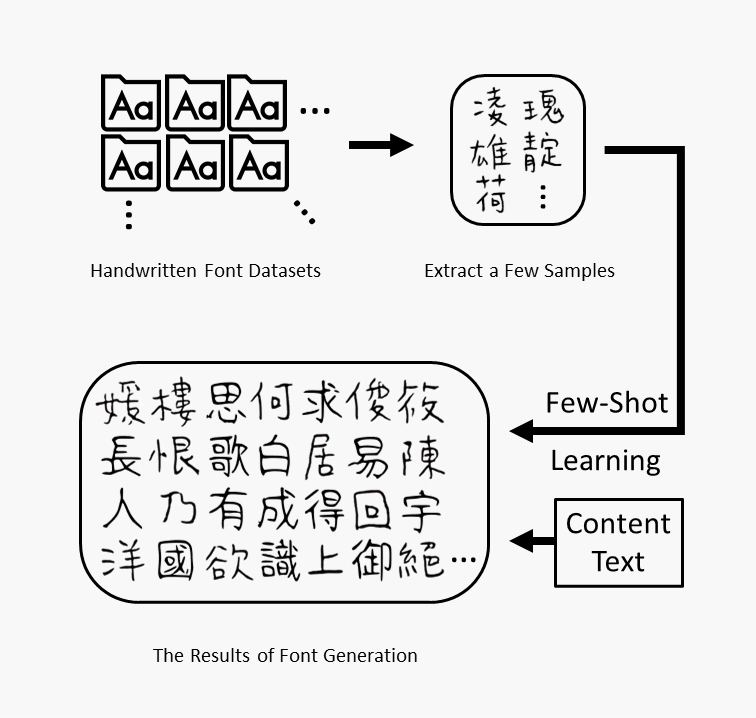 Aa Aa Aa ...
Aa Aa Aa
Handwritten Font Datasets
凌 瑰
雄 靛
荷
Extract a Few Samples
Few-Shot
Learning
Content
Text
媛樓思何求俊筱
長恨歌白居易陳
人乃有成得回宇
洋國欲識上御絕...
The Results of Font Generation